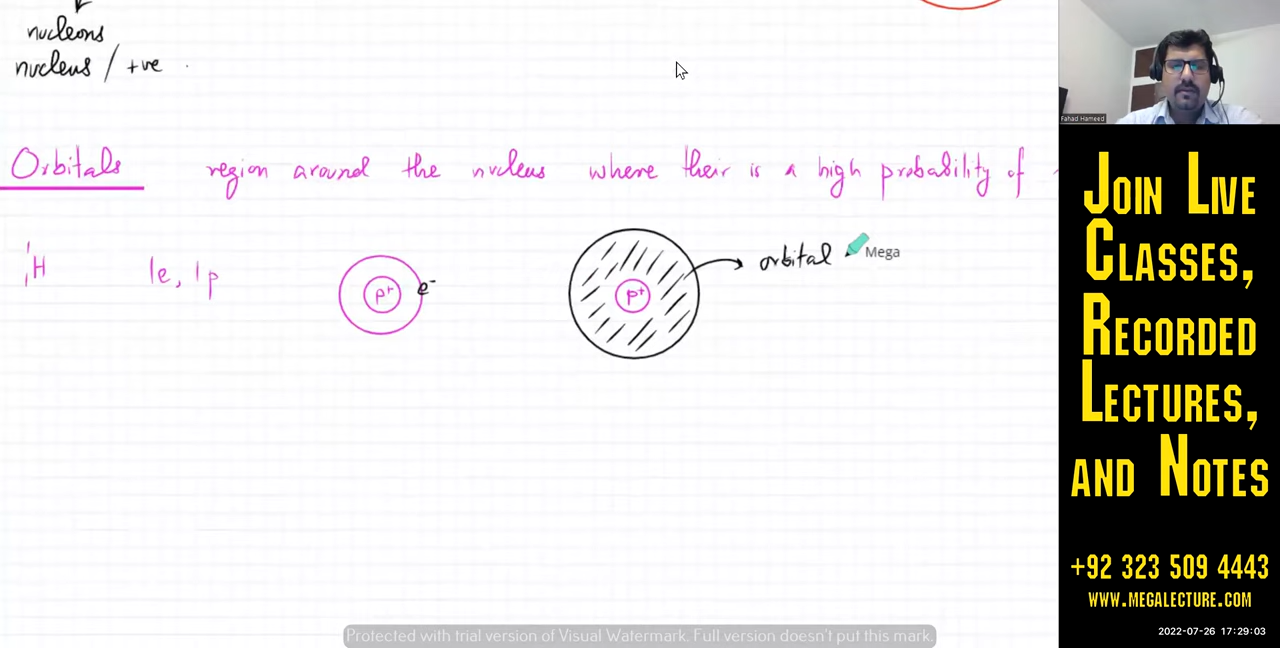 nucleons
nucleus / +ve
Fahad Hameed
Orbitals region around the nucleus where their is a high probability of
1 1 H 1e, 1p
p+ e-
p+
orbital
Mega
JOIN LIVE
CLASSES,
RECORDED
LECTURES,
AND NOTES
+92 323 509 4443
WWW.MEGALECTURE.COM
2022-07-26 17:29:03
Protected with trial version of Visual Watermark. Full version doesn't put this mark.